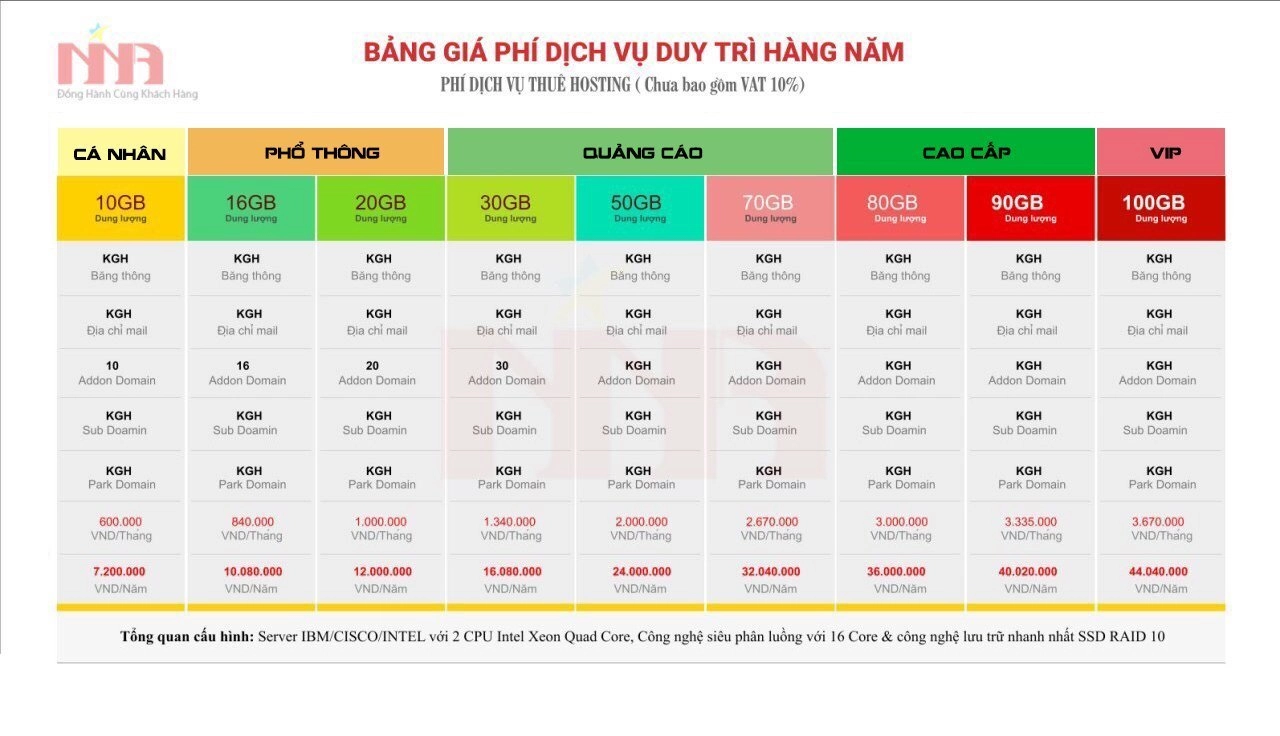 NNA
Đồng Hành Cùng Khách Hàng
BẢNG GIÁ PHÍ DỊCH VỤ DUY TRÌ HÀNG NĂM
PHÍ DỊCH VỤ THUÊ HOSTING ( Chưa bao gồm VAT 10%)
CÁ NHÂN PHỔ THÔNG QUẢNG CÁO CAO CẤP VIP
10GB 16GB 20GB 30GB 50GB 70GB 80GB 90GB 100GB
Dung lượng Dung lượng Dung lượng Dung lượng Dung lượng Dung lượng Dung lượng Dung lượng Dung lượng
KGH KGH KGH KGH KGH KGH KGH KGH KGH
Băng thông Băng thông Băng thông Băng thông Băng thông Băng thông Băng thông Băng thông Băng thông
KGH KGH KGH KGH KGH KGH KGH KGH KGH
Địa chỉ mail Địa chỉ mail Địa chỉ mail Địa chỉ mail Địa chỉ mail Địa chỉ mail Địa chỉ mail Địa chỉ mail Địa chỉ mail
10 16 20 30 KGH KGH KGH KGH KGH
Addon Domain Addon Domain Addon Domain Addon Domain Addon Domain Addon Domain Addon Domain Addon Domain Addon Domain
KGH KGH KGH KGH KGH KGH KGH KGH KGH
Sub Doamin Sub Doamin Sub Doamin Sub Doamin Sub Doamin Sub Doamin Sub Doamin Sub Doamin Sub Doamin
KGH KGH KGH KGH KGH KGH KGH KGH KGH
Park Domain Park Domain Park Domain Park Domain Park Domain Park Domain Park Domain Park Domain Park Domain
600.000 840.000 1.000.000 1.340.000 2.000.000 2.670.000 3.000.000 3.335.000 3.670.000
VND/Tháng VND/Tháng VND/Tháng VND/Tháng VND/Tháng VND/Tháng VND/Tháng VND/Tháng VND/Tháng
7.200.000 10.080.000 12.000.000 16.080.000 24.000.000 32.040.000 36.000.000 40.020.000 44.040.000
VND/Năm VND/Năm VND/Năm VND/Năm VND/Năm VND/Năm VND/Năm VND/Năm VND/Năm
Tổng quan cấu hình: Server IBM/CISCO/INTEL với 2 CPU Intel Xeon Quad Core, Công nghệ siêu phân luồng với 16 Core & công nghệ lưu trữ nhanh nhất SSD RAID 10